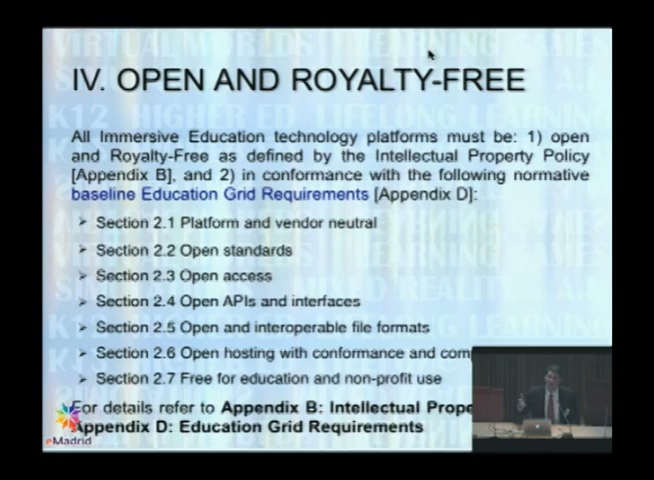 IV. OPEN AND ROYALTY-FREE
All Immersive Education technology platforms must be: 1) open
and Royalty-Free as defined by the Intellectual Property Policy
[Appendix B], and 2) in conformance with the following normative
baseline Education Grid Requirements [Appendix D]:
➢ Section 2.1 Platform and vendor neutral
➢ Section 2.2 Open standards
➢ Section 2.3 Open access
➢ Section 2.4 Open APIs and interfaces
➢ Section 2.5 Open and interoperable file formats
➢ Section 2.6 Open hosting with conformance and com
➢ Section 2.7 Free for education and non-profit use
For details refer to Appendix B: Intellectual Prope
Appendix D: Education Grid Requirements
eMadrid